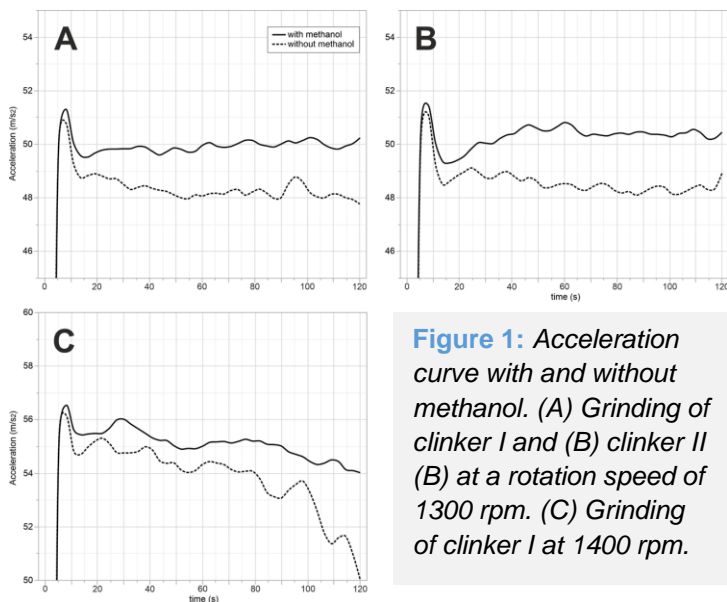 A
with methanol
without methanol
Acceleration (m/s2)
54
52
50
48
46
0 20 40 60 80 100 120
B
54
52
50
48
46
0 20 40 60 80 100 120
time (s)
C
Acceleration (m/s2)
60
58
56
54
52
50
0 20 40 60 80 100 120
time (s)
Figure 1: Acceleration
curve with and without
methanol. (A) Grinding of
clinker I and (B) clinker II
(B) at a rotation speed of
1300 rpm. (C) Grinding
of clinker I at 1400 rpm.